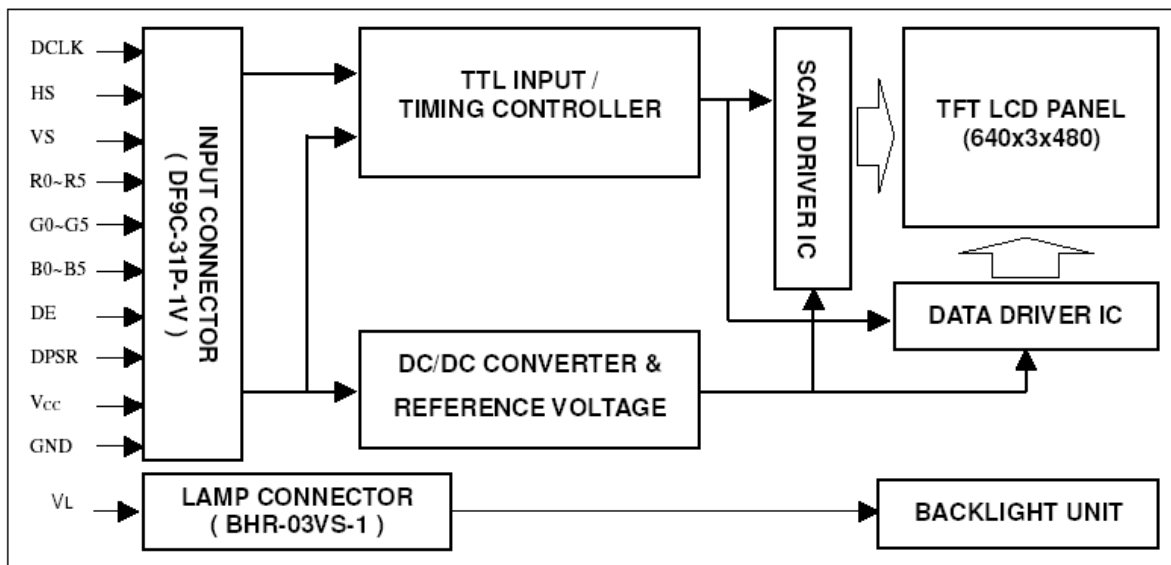 DCLK
HS
VS
R0~R5
G0~G5
B0~B5
DE
DPSR
VCC
GND
VL
INPUT CONNECTOR
( DF9C-31P-1V )
TTL INPUT /
TIMING CONTROLLER
SCAN DRIVER IC
TFT LCD PANEL
(640x3x480)
DATA DRIVER IC
DC/DC CONVERTER &
REFERENCE VOLTAGE
LAMP CONNECTOR
( BHR-03VS-1 )
BACKLIGHT UNIT